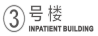 ③号楼
INPATIENT BUILDING